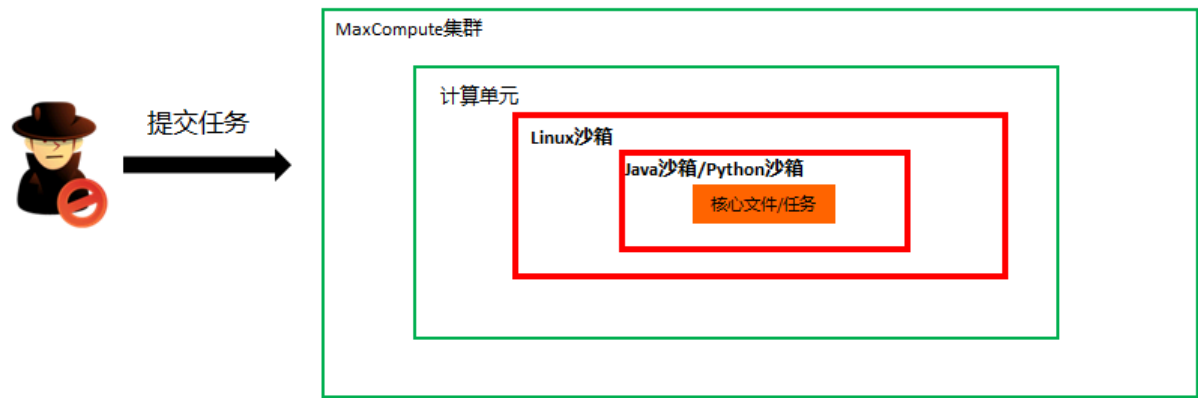 MaxCompute集群
计算单元
提交任务
Linux沙箱
Java沙箱/Python沙箱
核心文件/任务